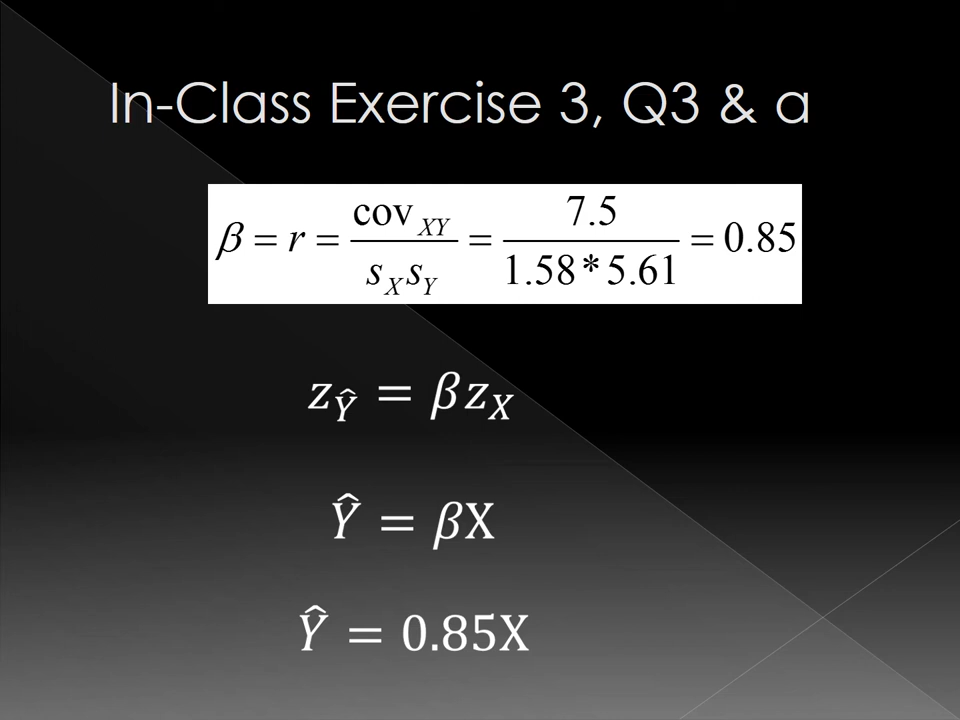 In-Class Exercise 3, Q3 & a
β = r = cov_XY / s_X s_Y = 7.5 / 1.58 * 5.61 = 0.85
z_Ŷ = βz_X
Ŷ = βX
Ŷ = 0.85X